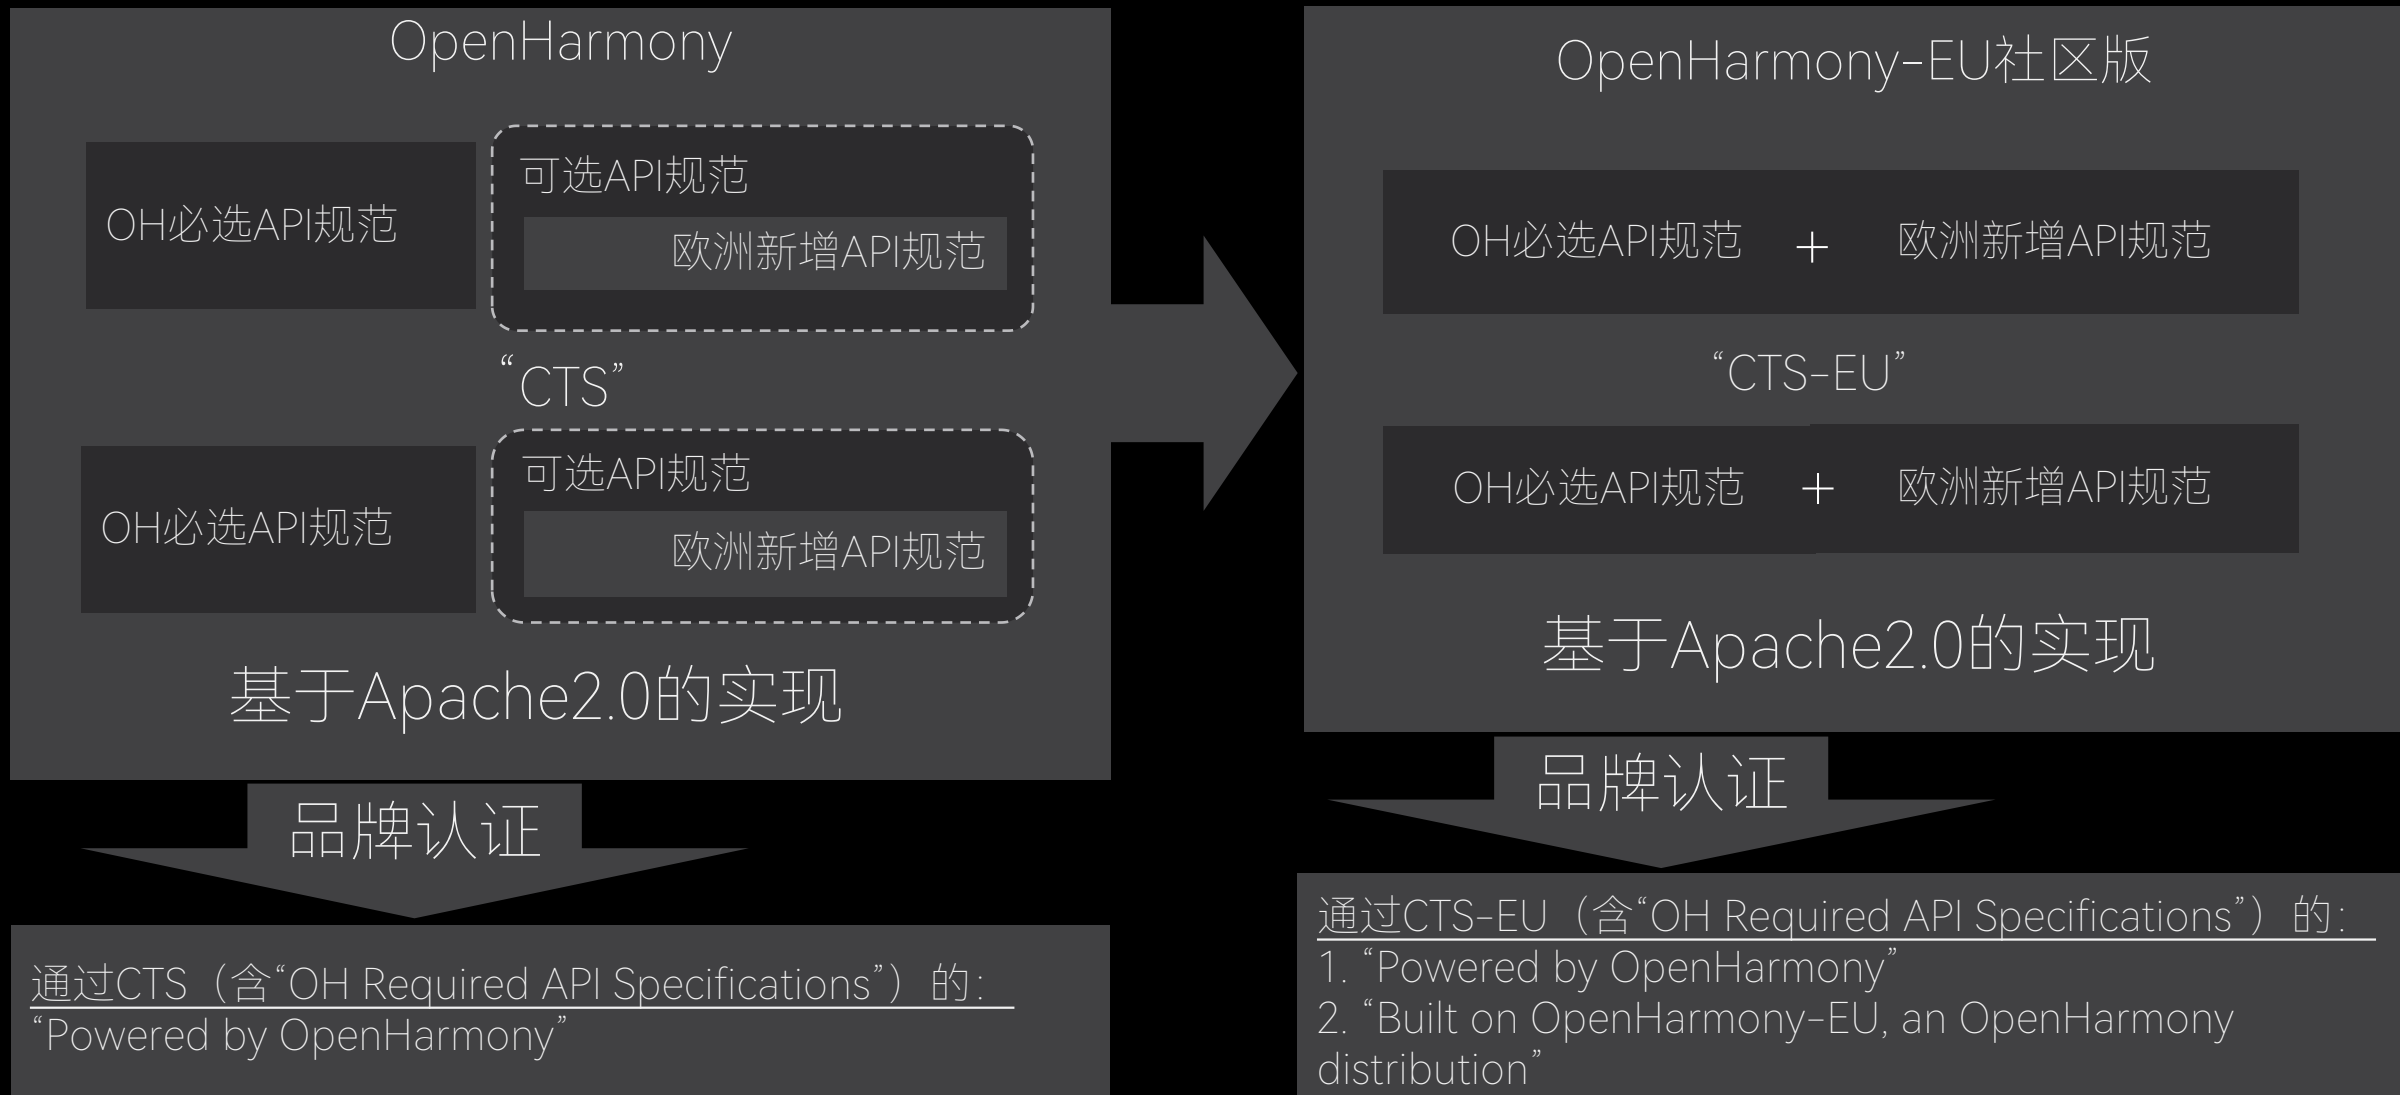 OpenHarmony
OH必选API规范
可选API规范
欧洲新增API规范
“CTS”
OH必选API规范
可选API规范
欧洲新增API规范
基于Apache2.0的实现
品牌认证
通过CTS（含“OH Required API Specifications”）的：
“Powered by OpenHarmony”
OpenHarmony-EU社区版
OH必选API规范 + 欧洲新增API规范
“CTS-EU”
OH必选API规范 + 欧洲新增API规范
基于Apache2.0的实现
品牌认证
通过CTS-EU（含“OH Required API Specifications”）的：
1. “Powered by OpenHarmony”
2. “Built on OpenHarmony-EU, an OpenHarmony
distribution”